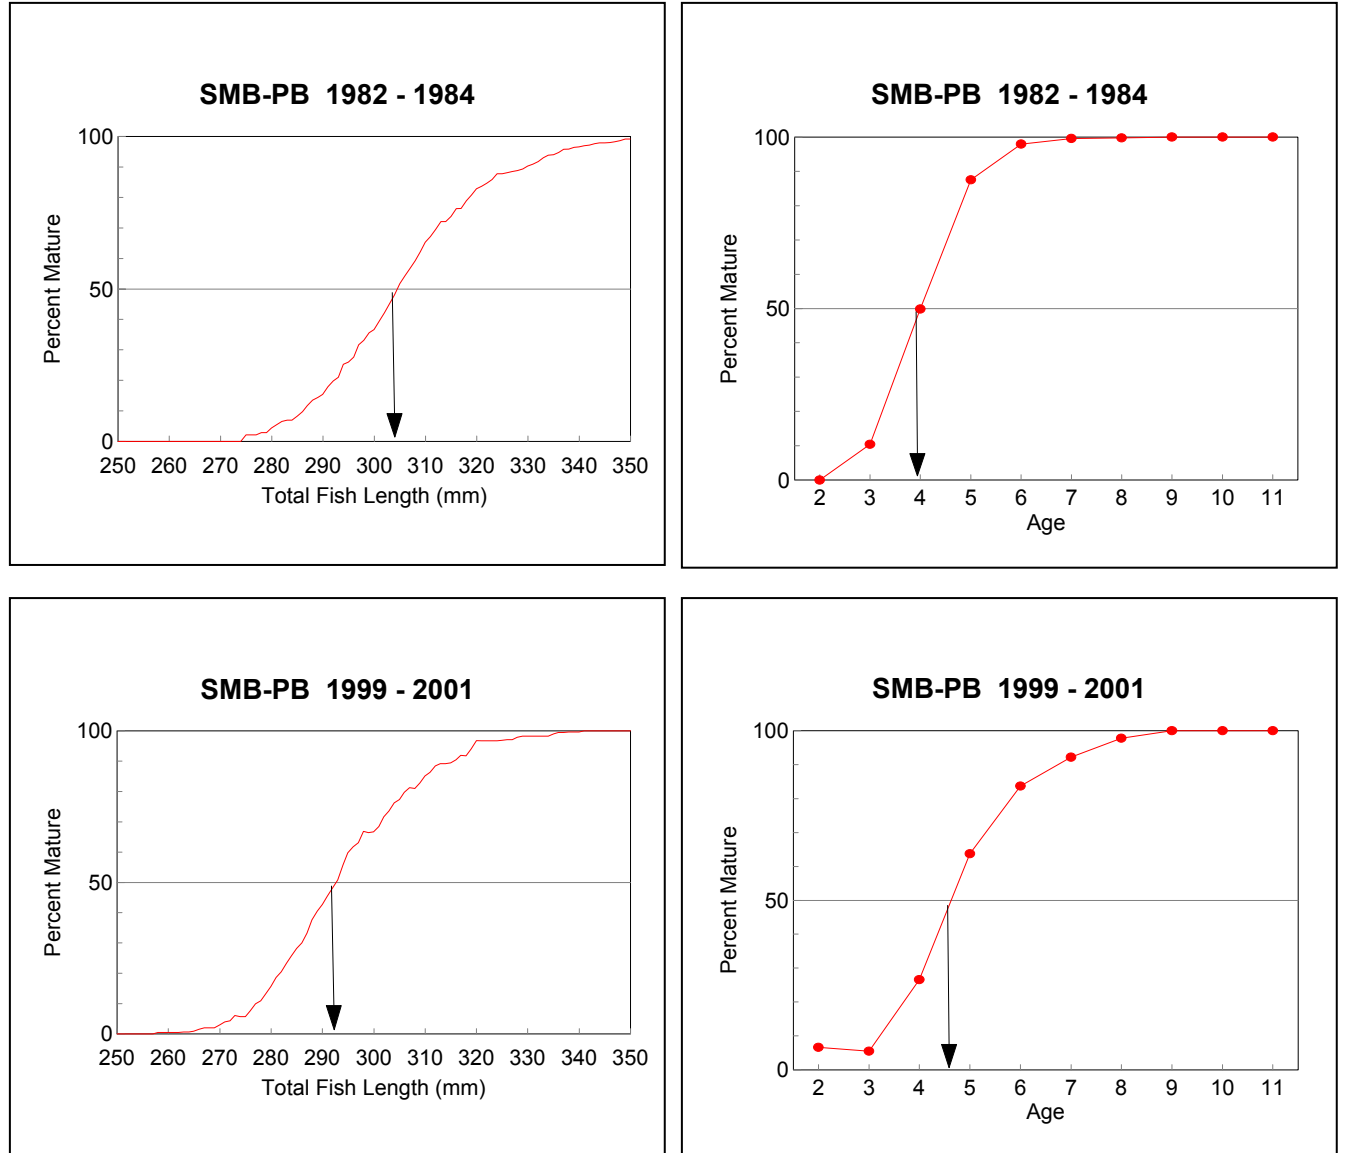 SMB-PB 1982 - 1984
100
50
0
Percent Mature
250 260 270 280 290 300 310 320 330 340 350
Total Fish Length (mm)
SMB-PB 1982 - 1984
100
50
0
Percent Mature
2 3 4 5 6 7 8 9 10 11
Age
SMB-PB 1999 - 2001
100
50
0
Percent Mature
250 260 270 280 290 300 310 320 330 340 350
Total Fish Length (mm)
SMB-PB 1999 - 2001
100
50
0
Percent Mature
2 3 4 5 6 7 8 9 10 11
Age